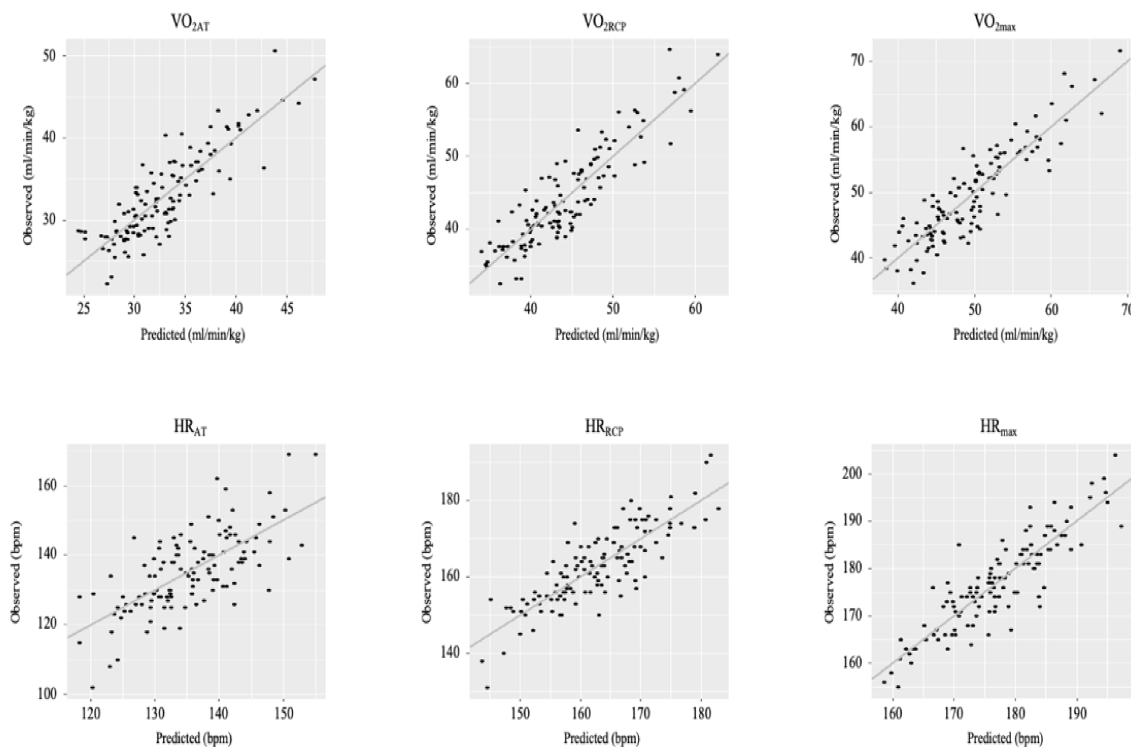 VO2AT
50
40
30
Observed (ml/min/kg)
25 30 35 40 45
Predicted (ml/min/kg)
VO2RCP
60
50
40
Observed (ml/min/kg)
40 50 60
Predicted (ml/min/kg)
VO2max
70
60
50
40
Observed (ml/min/kg)
40 50 60 70
Predicted (ml/min/kg)
HRAT
160
140
120
100
Observed (bpm)
120 130 140 150
Predicted (bpm)
HRRCP
180
160
140
Observed (bpm)
150 160 170 180
Predicted (bpm)
HRmax
200
190
180
170
160
Observed (bpm)
160 170 180 190
Predicted (bpm)